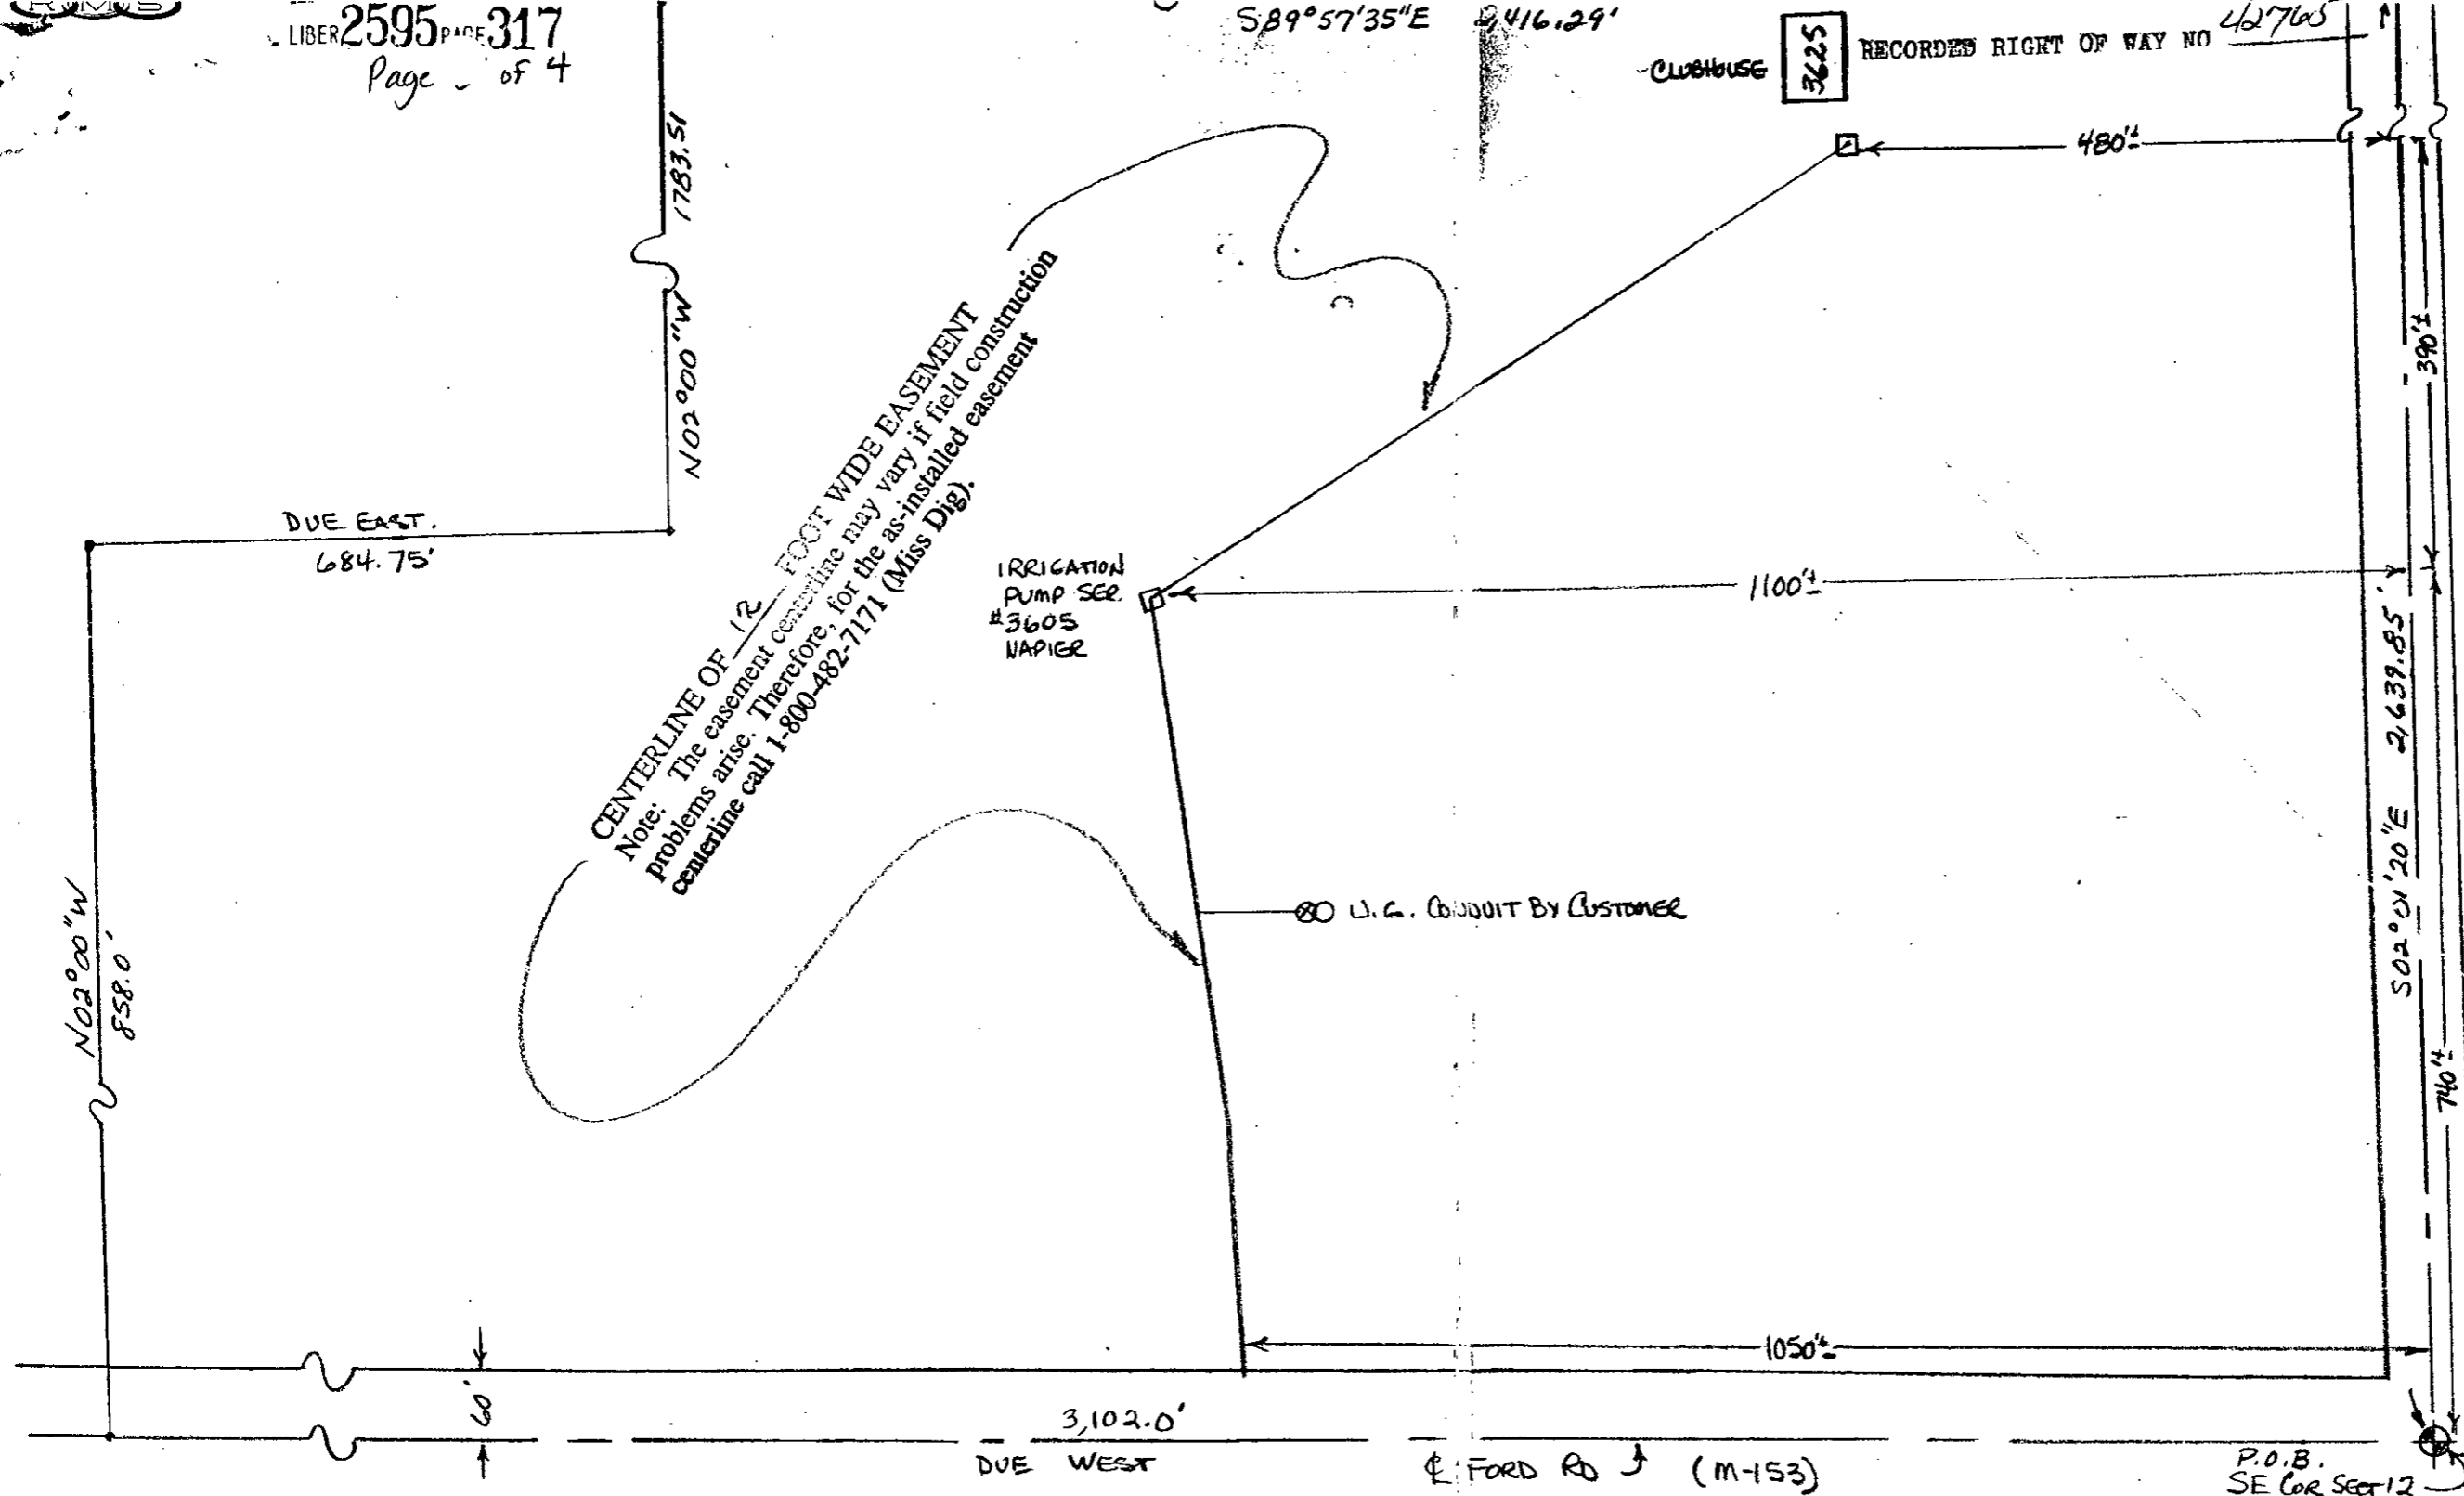 RMS
LIBER 2595 PAGE 317
Page of 4
S89°57'35"E 2,416.29'
CLUBHOUSE
3625
RECORDED RIGHT OF WAY NO 42765
1783.51
N02°00'"W
480'±
390'±
DUE EAST.
684.75'
CENTERLINE OF 12 FOOT WIDE EASEMENT
Note: The easement centerline may vary if field construction
problems arise. Therefore, for the as-installed easement
centerline call 1-800-482-7171 (Miss Dig).
IRRIGATION
PUMP SER.
#3605
NAPIER
1100'±
S02°01'20"E 2,639.85'
N02°00"W
858.0'
U.G. CONDUIT BY CUSTOMER
740'±
1050'±
60'
3,102.0'
DUE WEST
℄ FORD RD (M-153)
P.O.B.
SE COR SECT 12